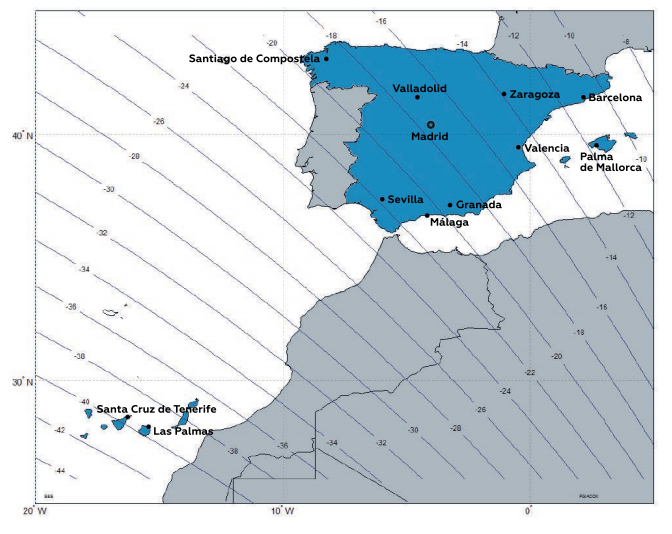 -16
-18
-20
-14
-12
-10
-8
Santiago de Compostela
-22
-24
Valladolid
Zaragoza
Barcelona
-26
Madrid
40° N
Valencia
-28
Palma
de Mallorca
-10
-30
Sevilla
Granada
Málaga
-12
-32
-14
-34
-16
-36
-18
-38
-20
-22
30° N
-24
-40
Santa Cruz de Tenerife
-26
-42
Las Palmas
-28
-30
-32
-34
-36
-38
-44
20° W
10° W
0°